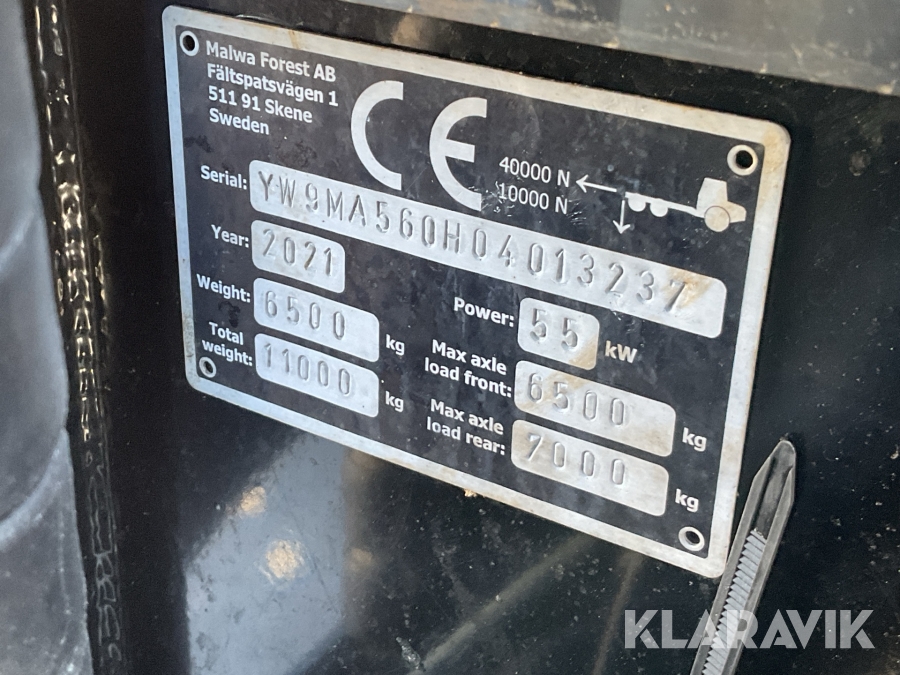 Malwa Forest AB
Fältspatsvägen 1
511 91 Skene
Sweden
CE
40000 N
10000 N
Serial: YW9MA560H04013237
Year: 2021
Weight: 6500 kg
Total weight: 11000 kg
Power: 55 kW
Max axle load front: 6500 kg
Max axle load rear: 7000 kg
KLARAVIK